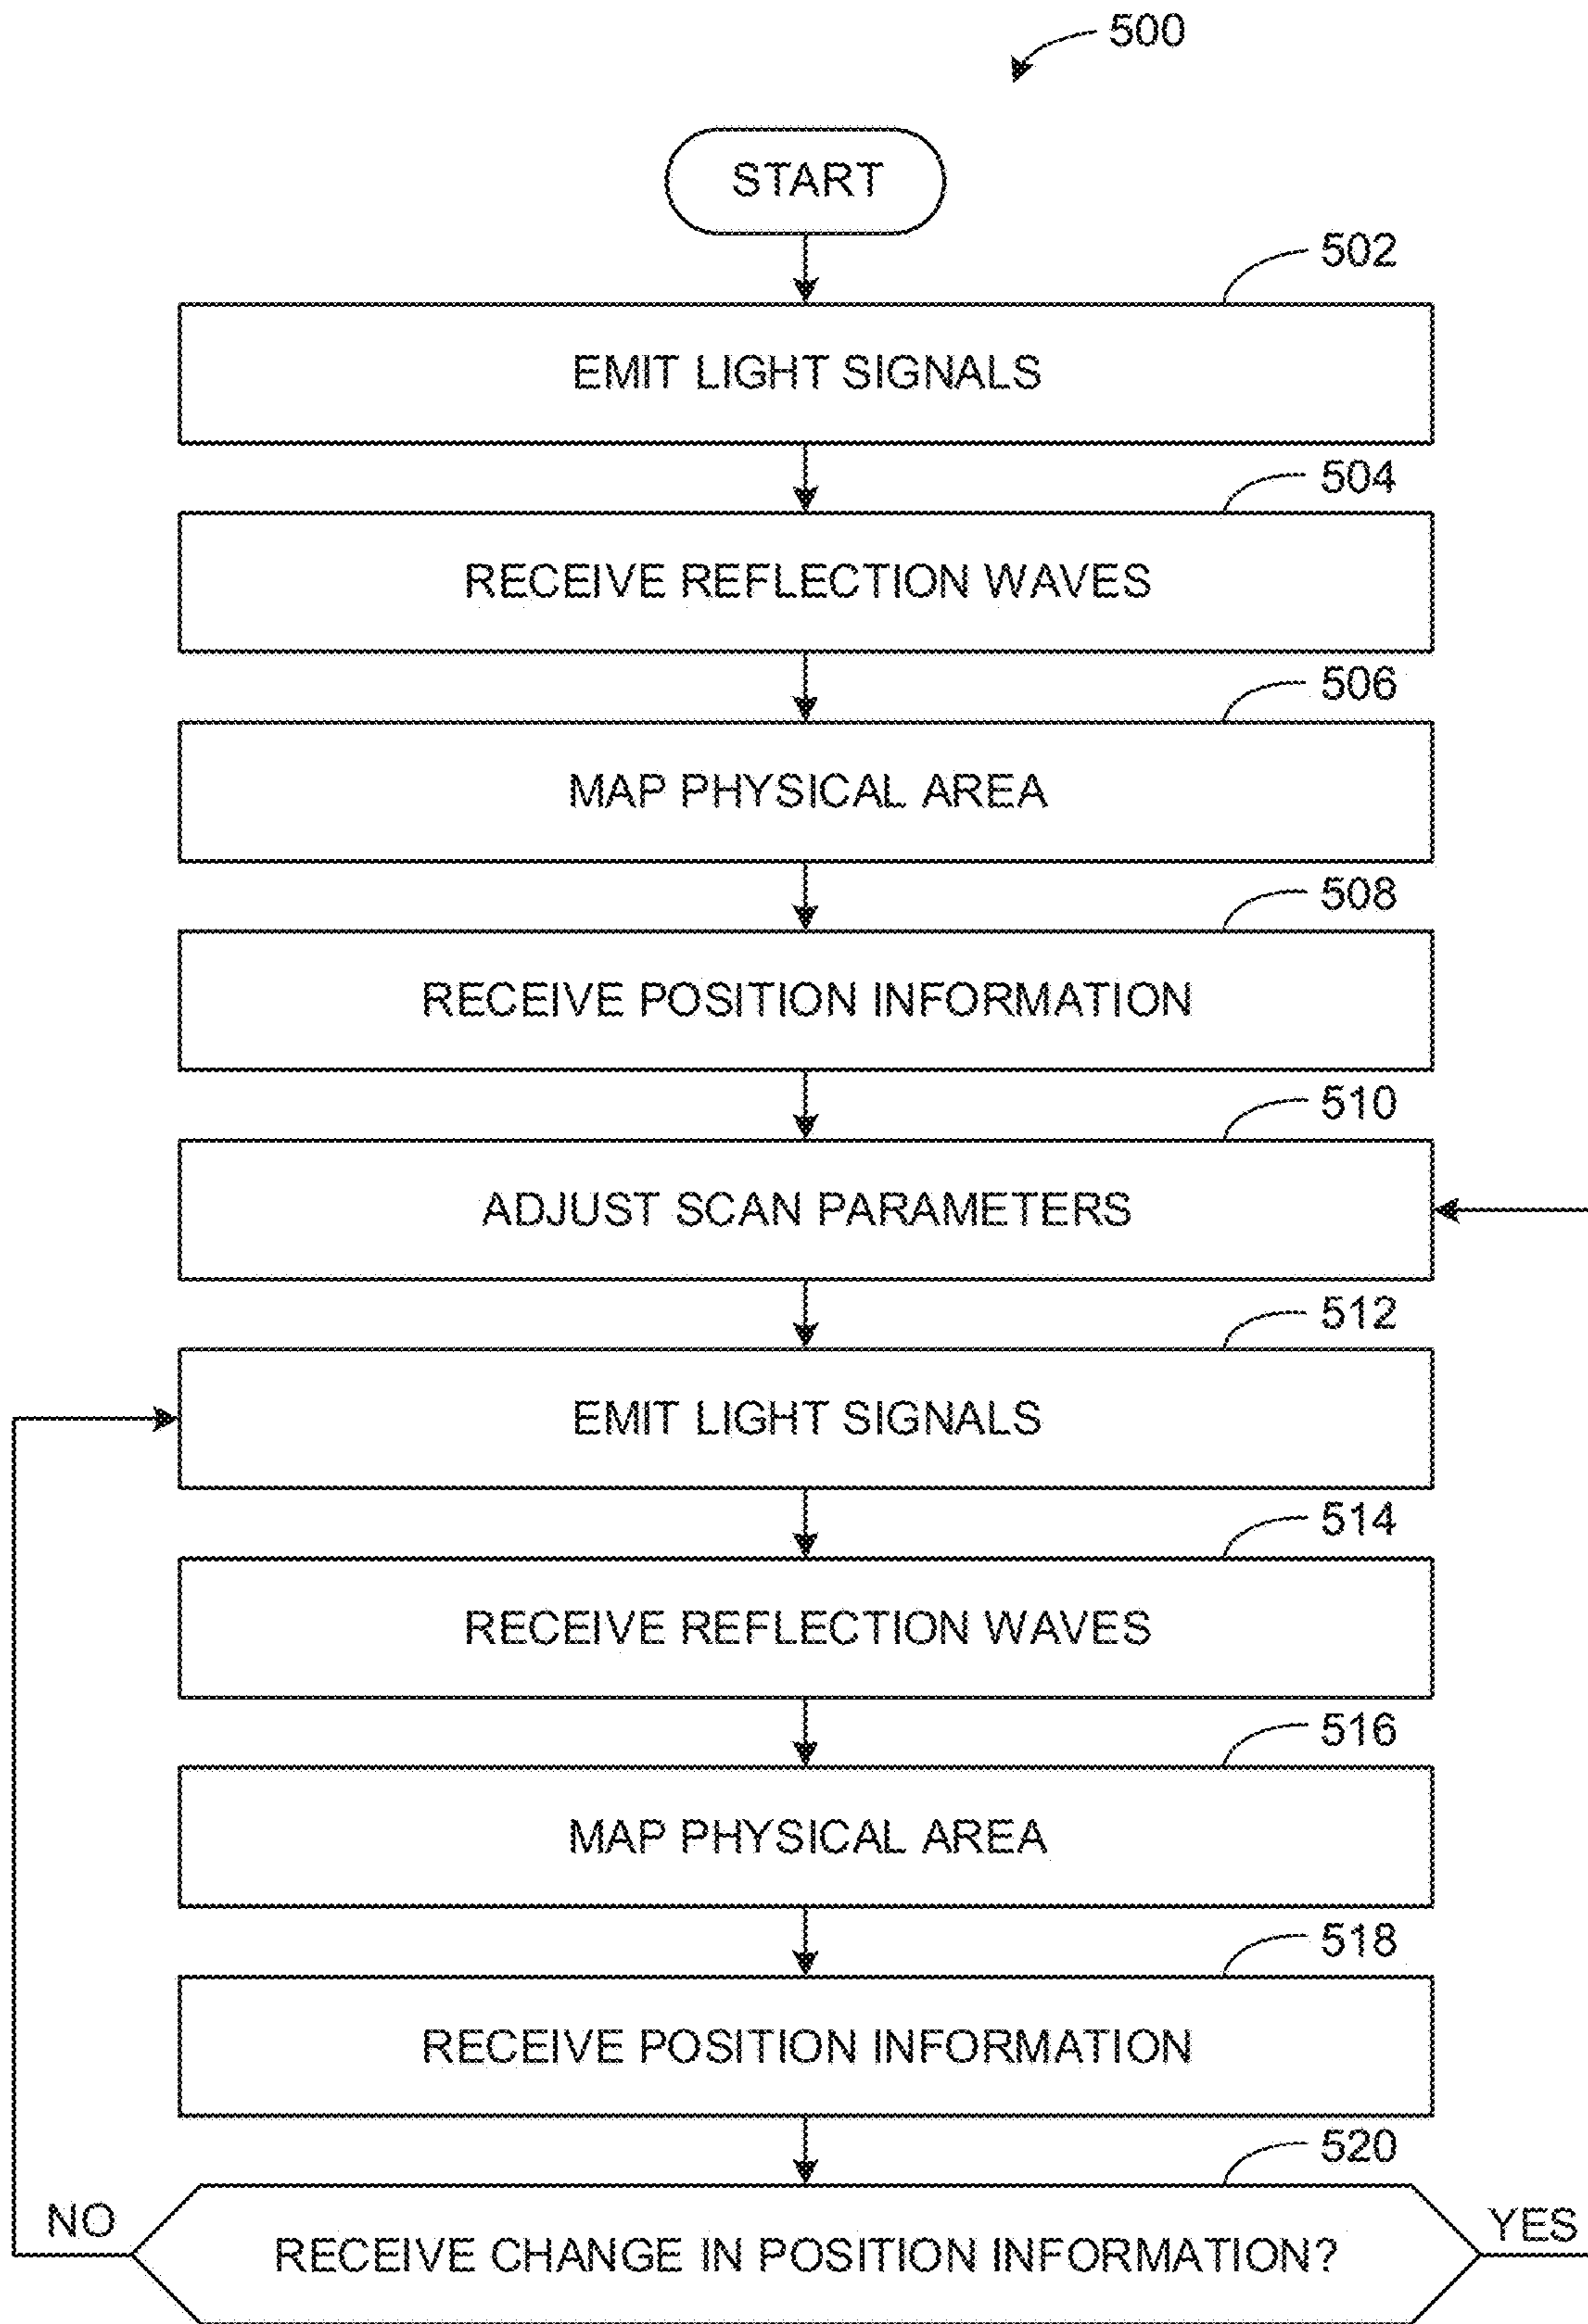 500
START
502
EMIT LIGHT SIGNALS
504
RECEIVE REFLECTION WAVES
506
MAP PHYSICAL AREA
508
RECEIVE POSITION INFORMATION
510
ADJUST SCAN PARAMETERS
512
EMIT LIGHT SIGNALS
514
RECEIVE REFLECTION WAVES
516
MAP PHYSICAL AREA
518
RECEIVE POSITION INFORMATION
520
NO
YES
RECEIVE CHANGE IN POSITION INFORMATION?